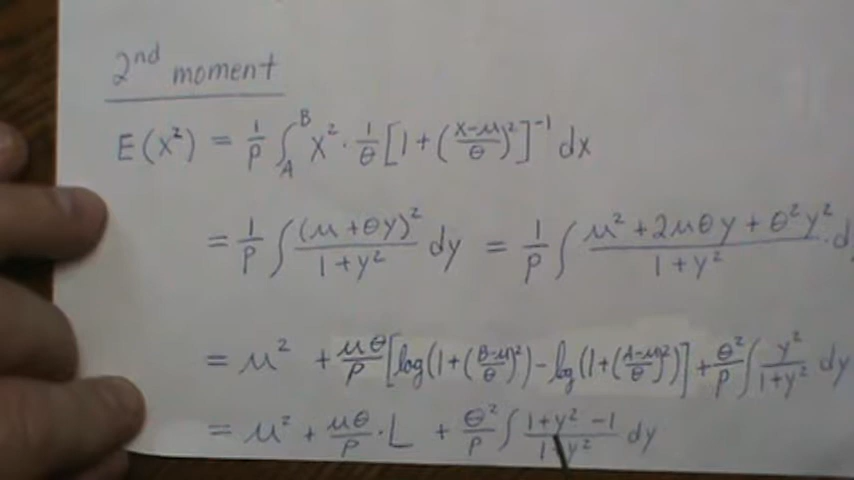 2nd moment
E(x²) = 1/P ∫_A^B x² · 1/θ [1 + ((x-μ)/θ)²]⁻¹ dx
= 1/P ∫ (μ + θy)²/(1+y²) dy = 1/P ∫ (μ² + 2μθy + θ²y²)/(1+y²) · d
= μ² + μθ/P [log(1+((B-μ)/θ)²) - log(1+((A-μ)/θ)²)] + θ²/P ∫ y²/(1+y²) dy
= μ² + μθ/P · L + θ²/P ∫ (1+y²-1)/(1+y²) dy